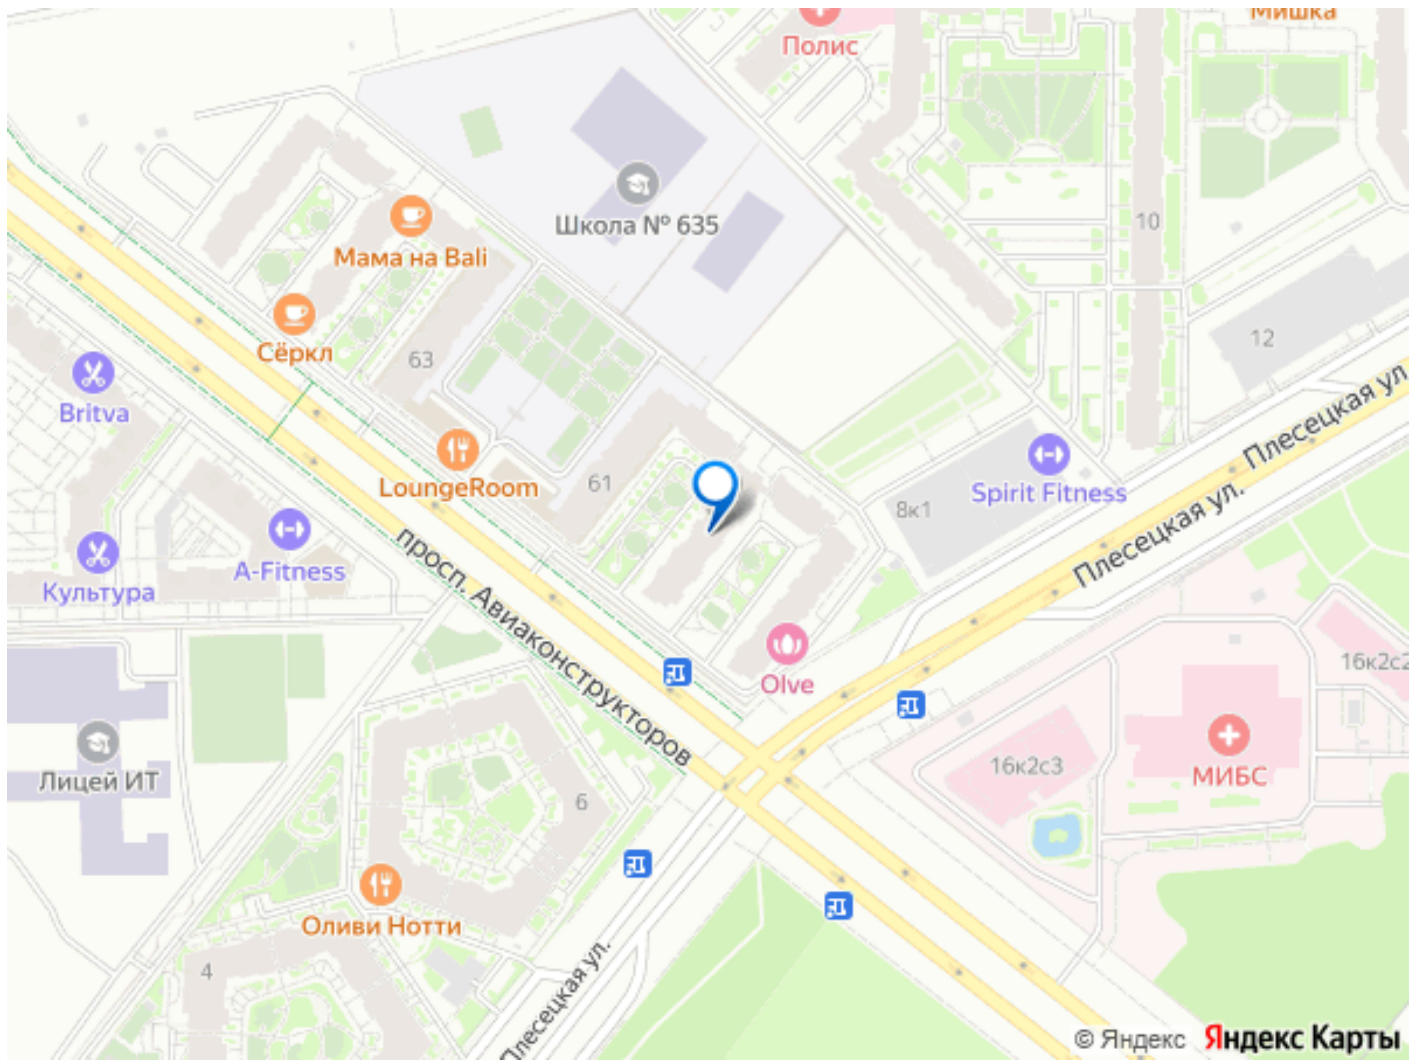 Мишка
Полис
Школа № 635
10
Мама на Bali
Сёркл
63
12
Britva
Плесецкая ул.
LoungeRoom
61
Spirit Fitness
8к1
Плесецкая ул.
A-Fitness
Культура
просп. Авиаконструкторов
16к2с2
Olve
Лицей ИТ
16к2с3
МИБС
6
Оливи Нотти
4
Плесецкая ул.
© Яндекс Яндекс Карты